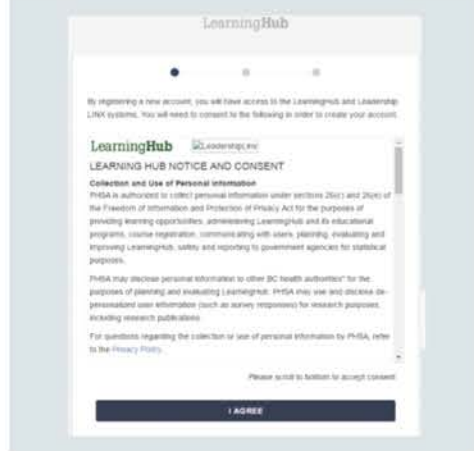 LearningHub
By registering a new account, you will have access to the LearningHub and Leadership
LINX systems. You will need to consent to the following in order to create your account.
LearningHub LeadershipLinx
LEARNING HUB NOTICE AND CONSENT
Collection and Use of Personal Information
PHSA is authorized to collect personal information under sections 26(c) and 26(e) of
the Freedom of Information and Protection of Privacy Act for the purposes of
providing learning opportunities, administering LearningHub and its educational
programs, course registration, communicating with users, planning, evaluating and
improving LearningHub, safety and reporting to government agencies for statistical
purposes.
PHSA may disclose personal information to other BC health authorities* for the
purposes of planning and evaluating LearningHub. PHSA may use and disclose de-
personalized user information (such as survey responses) for research purposes,
including research publications.
For questions regarding the collection or use of personal information by PHSA, refer
to the Privacy Policy.
Please scroll to bottom to accept consent
I AGREE